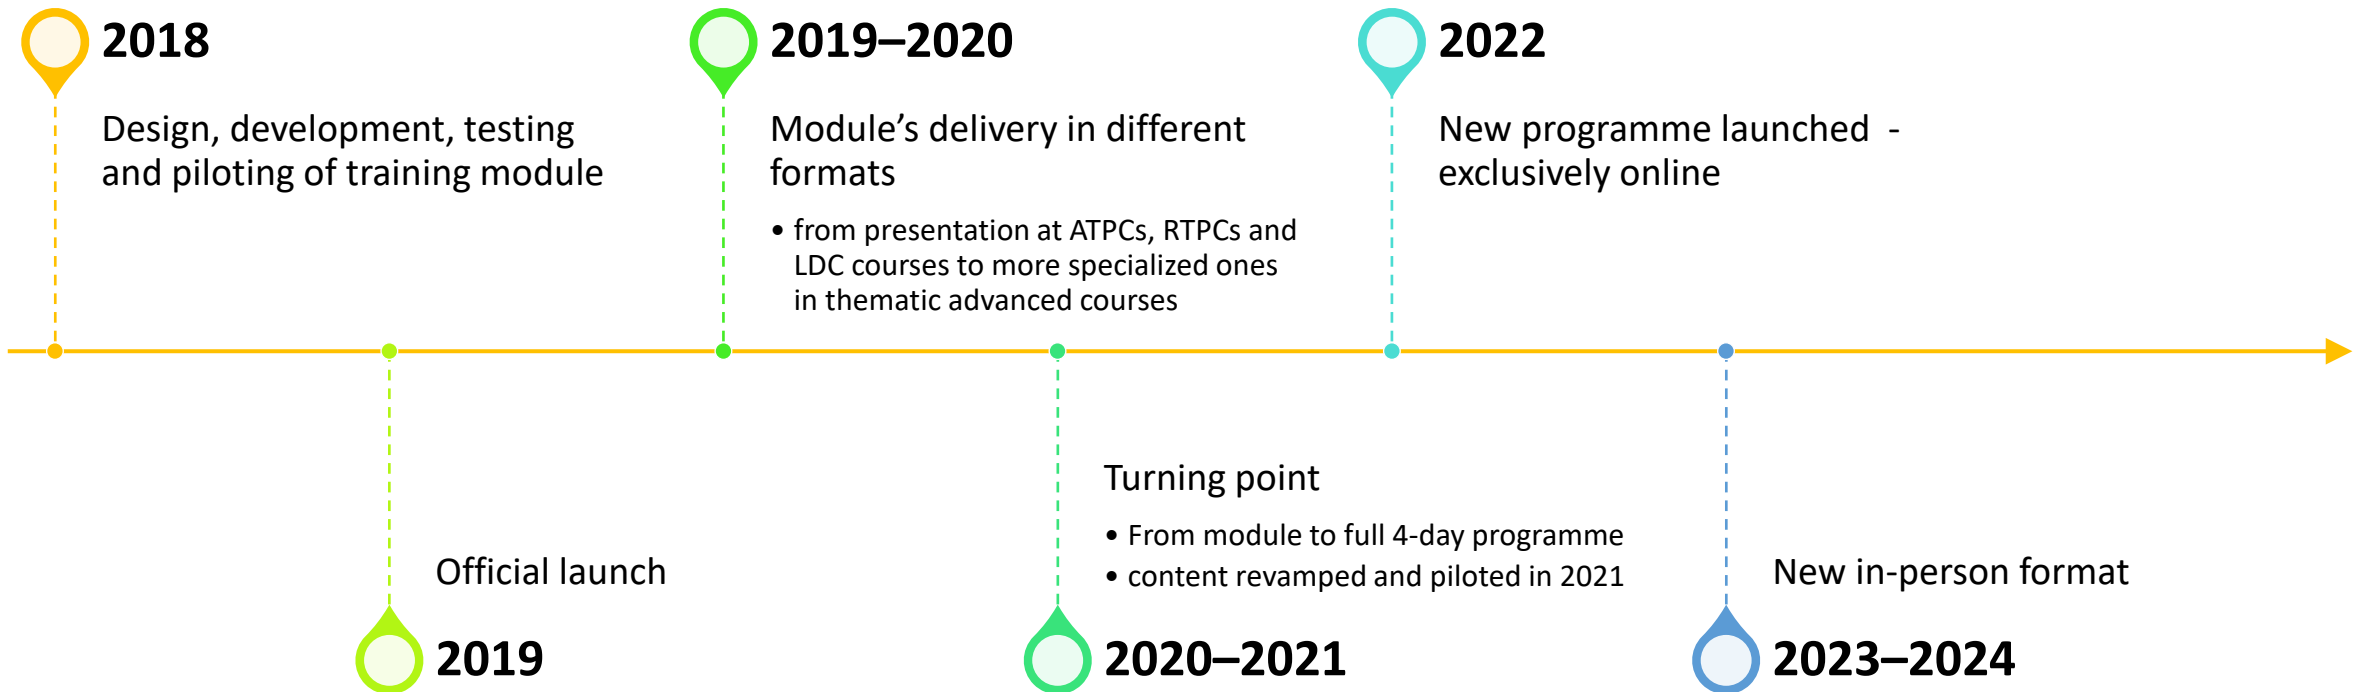 2018
Design, development, testing
and piloting of training module
Official launch
2019
2019–2020
Module’s delivery in different
formats
• from presentation at ATPCs, RTPCs and
LDC courses to more specialized ones
in thematic advanced courses
Turning point
• From module to full 4-day programme
• content revamped and piloted in 2021
2020–2021
2022
New programme launched -
exclusively online
New in-person format
2023–2024